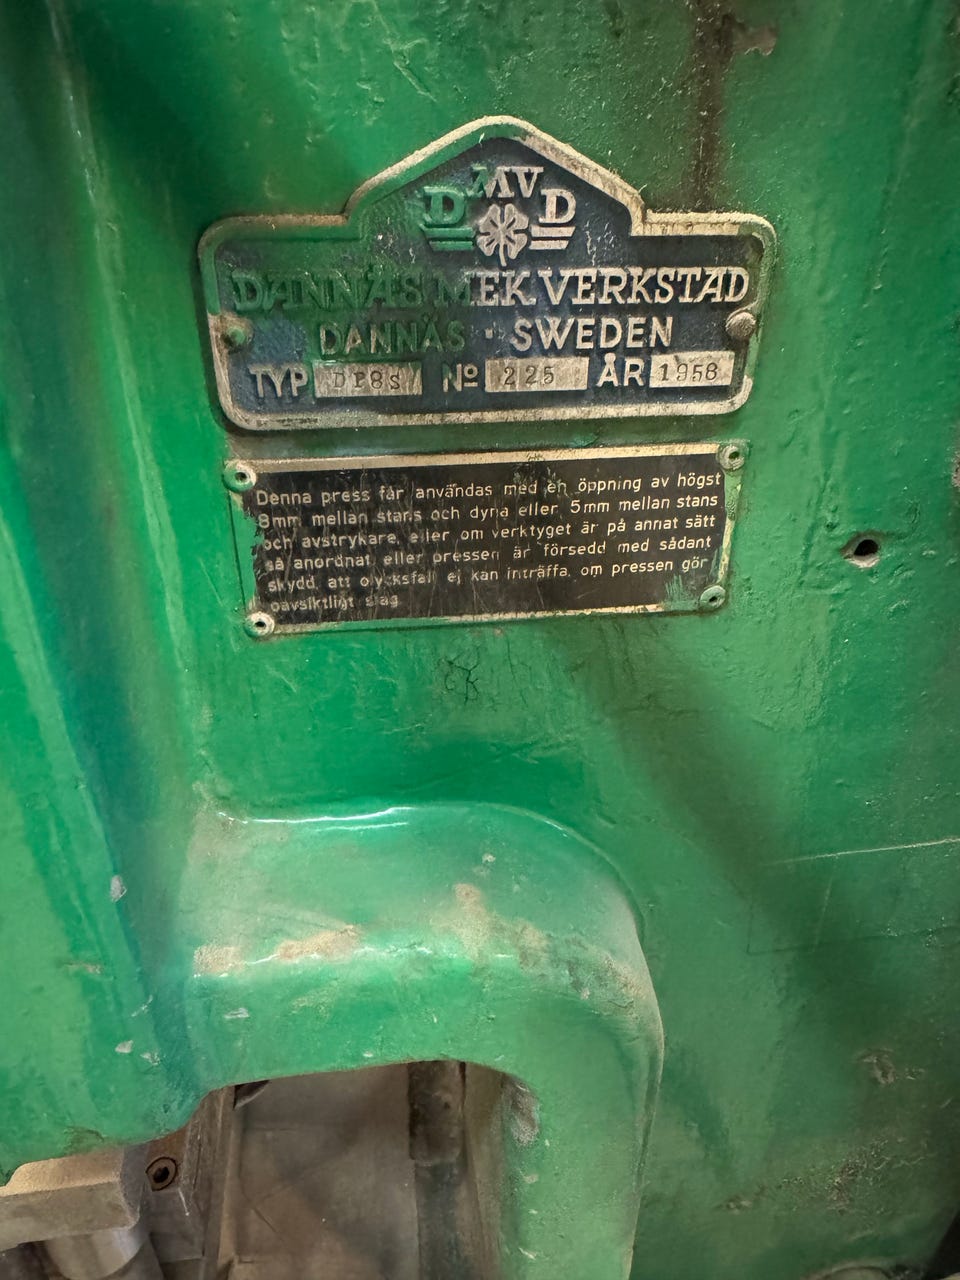 DMVD
DANNÄS MEK. VERKSTAD
DANNÄS · SWEDEN
TYP DP8S Nº 225 ÅR 1958
Denna press får användas med en öppning av högst
8mm mellan stans och dyna eller 5mm mellan stans
och avstrykare, eller om verktyget är på annat sätt
så anordnat eller pressen är försedd med sådant
skydd, att olycksfall ej kan inträffa, om pressen gör
oavsiktligt slag